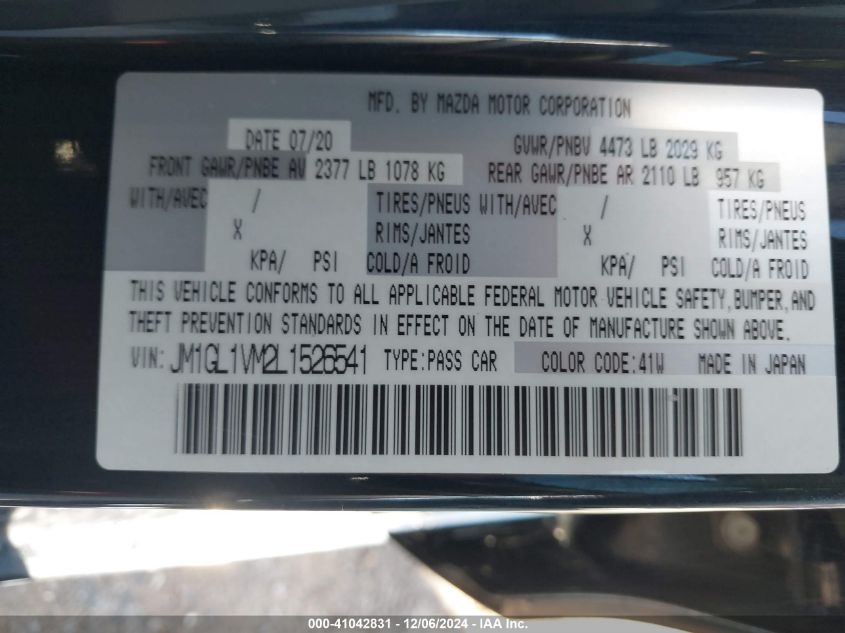 MFD. BY MAZDA MOTOR CORPORATION
DATE 07/20 GVWR/PNBV 4473 LB 2029 KG
FRONT GAWR/PNBE AV 2377 LB 1078 KG REAR GAWR/PNBE AR 2110 LB 957 KG
WITH/AVEC / TIRES/PNEUS WITH/AVEC / TIRES/PNEUS
X RIMS/JANTES X RIMS/JANTES
KPA/ PSI COLD/A FROID KPA/ PSI COLD/A FROID
THIS VEHICLE CONFORMS TO ALL APPLICABLE FEDERAL MOTOR VEHICLE SAFETY, BUMPER, AND
THEFT PREVENTION STANDARDS IN EFFECT ON THE DATE OF MANUFACTURE SHOWN ABOVE.
VIN: JM1GL1VM2L1526541 TYPE:PASS CAR COLOR CODE:41W MADE IN JAPAN
000-41042831 - 12/06/2024 - IAA Inc.